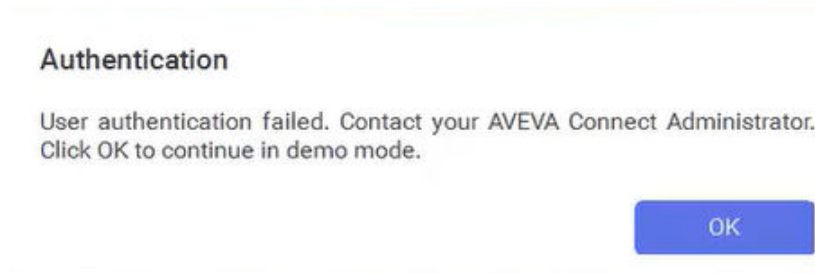 Authentication
User authentication failed. Contact your AVEVA Connect Administrator.
Click OK to continue in demo mode.
OK